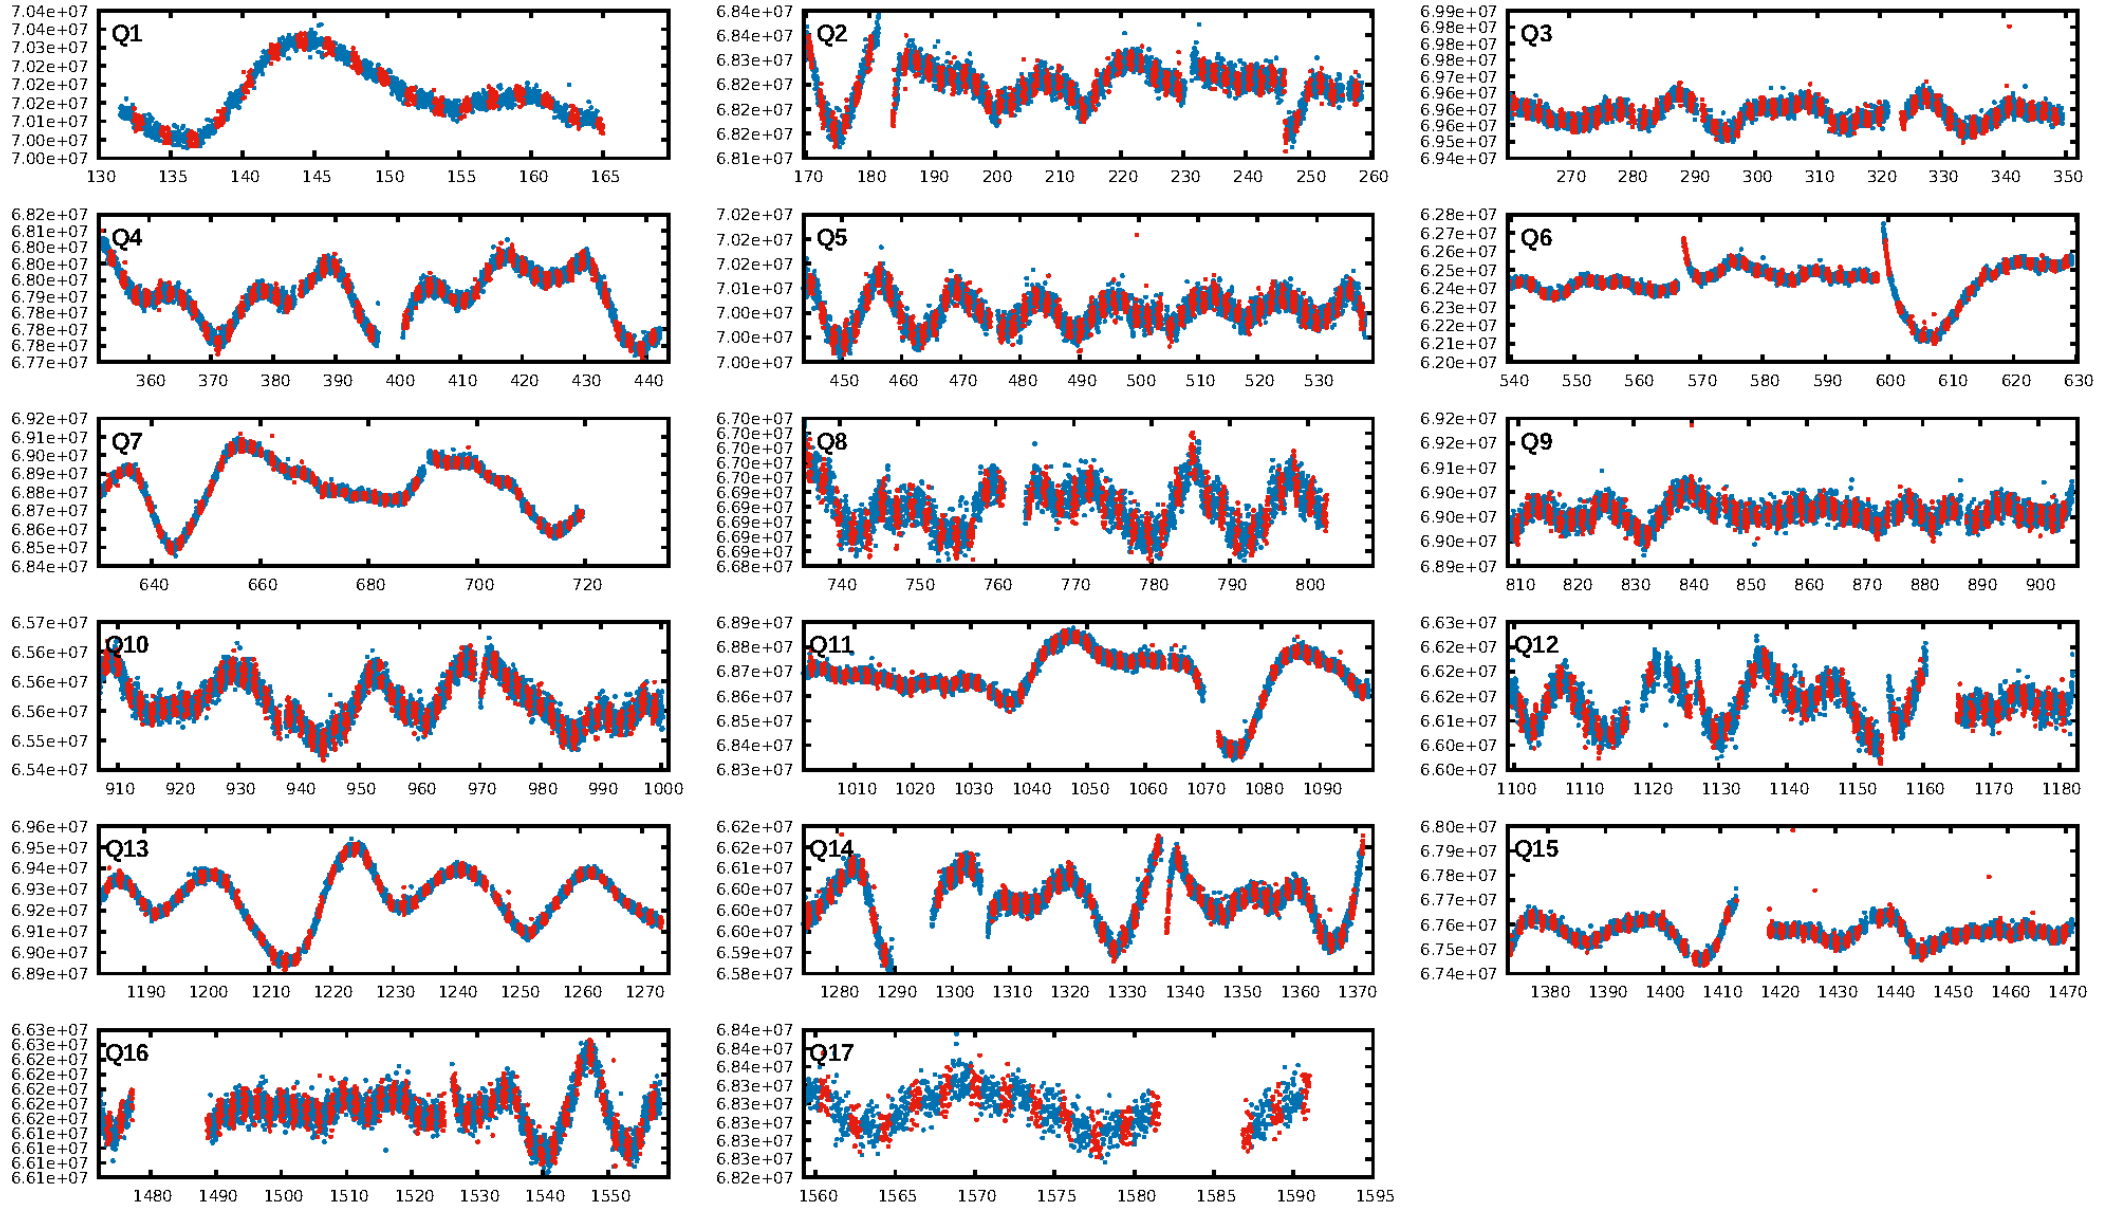 Q1
7.04e+07
7.04e+07
7.03e+07
7.03e+07
7.02e+07
7.02e+07
7.01e+07
7.00e+07
7.00e+07
130 135 140 145 150 155 160 165
Q2
6.84e+07
6.84e+07
6.83e+07
6.82e+07
6.82e+07
6.82e+07
6.81e+07
170 180 190 200 210 220 230 240 250 260
Q3
6.99e+07
6.98e+07
6.98e+07
6.97e+07
6.97e+07
6.96e+07
6.96e+07
6.96e+07
6.95e+07
6.94e+07
270 280 290 300 310 320 330 340 350
Q4
6.82e+07
6.81e+07
6.80e+07
6.80e+07
6.80e+07
6.79e+07
6.78e+07
6.78e+07
6.78e+07
6.77e+07
360 370 380 390 400 410 420 430 440
Q5
7.02e+07
7.02e+07
7.02e+07
7.01e+07
7.00e+07
7.00e+07
7.00e+07
450 460 470 480 490 500 510 520 530
Q6
6.28e+07
6.27e+07
6.26e+07
6.25e+07
6.24e+07
6.23e+07
6.22e+07
6.21e+07
6.20e+07
540 550 560 570 580 590 600 610 620 630
Q7
6.92e+07
6.91e+07
6.90e+07
6.89e+07
6.88e+07
6.87e+07
6.86e+07
6.85e+07
6.84e+07
640 660 680 700 720
Q8
6.70e+07
6.70e+07
6.70e+07
6.70e+07
6.70e+07
6.69e+07
6.69e+07
6.69e+07
6.69e+07
6.69e+07
6.68e+07
740 750 760 770 780 790 800
Q9
6.92e+07
6.92e+07
6.91e+07
6.90e+07
6.90e+07
6.90e+07
6.89e+07
810 820 830 840 850 860 870 880 890 900
Q10
6.57e+07
6.56e+07
6.56e+07
6.56e+07
6.55e+07
6.54e+07
910 920 930 940 950 960 970 980 990 1000
Q11
6.89e+07
6.88e+07
6.87e+07
6.86e+07
6.85e+07
6.84e+07
6.83e+07
1010 1020 1030 1040 1050 1060 1070 1080 1090
Q12
6.63e+07
6.62e+07
6.62e+07
6.61e+07
6.60e+07
6.60e+07
1100 1110 1120 1130 1140 1150 1160 1170 1180
Q13
6.96e+07
6.95e+07
6.94e+07
6.93e+07
6.92e+07
6.91e+07
6.90e+07
6.89e+07
1190 1200 1210 1220 1230 1240 1250 1260 1270
Q14
6.62e+07
6.62e+07
6.61e+07
6.60e+07
6.60e+07
6.60e+07
6.59e+07
6.58e+07
1280 1290 1300 1310 1320 1330 1340 1350 1360 1370
Q15
6.80e+07
6.79e+07
6.78e+07
6.77e+07
6.76e+07
6.75e+07
6.74e+07
1380 1390 1400 1410 1420 1430 1440 1450 1460 1470
Q16
6.63e+07
6.63e+07
6.62e+07
6.62e+07
6.62e+07
6.62e+07
6.62e+07
6.61e+07
6.61e+07
6.61e+07
6.61e+07
1480 1490 1500 1510 1520 1530 1540 1550
Q17
6.84e+07
6.84e+07
6.84e+07
6.83e+07
6.83e+07
6.83e+07
6.83e+07
6.83e+07
6.82e+07
1560 1565 1570 1575 1580 1585 1590 1595